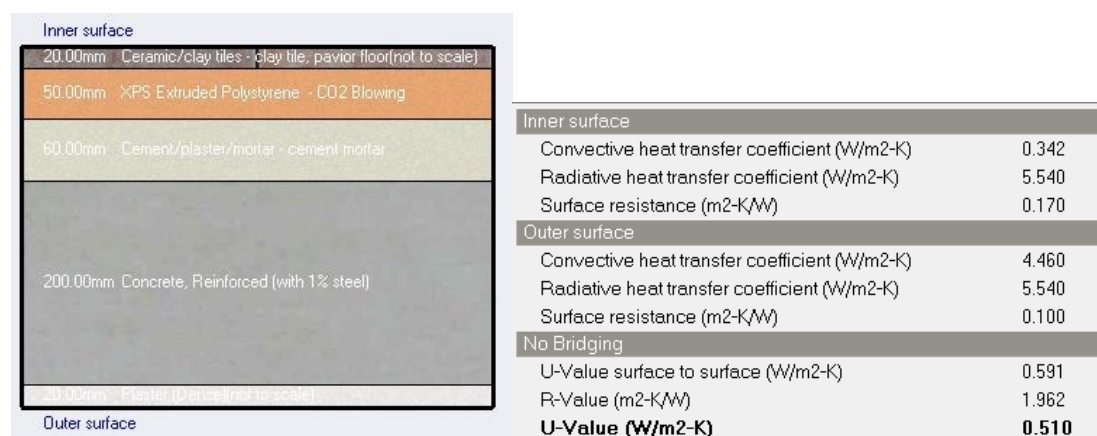 Inner surface
20.00mm Ceramic/clay tiles - clay tile, pavior floor(not to scale)
50.00mm XPS Extruded Polystyrene - CO2 Blowing
60.00mm Cement/plaster/mortar - cement mortar
200.00mm Concrete, Reinforced (with 1% steel)
20.00mm Plaster (Dense)(not to scale)
Outer surface
Inner surface
Convective heat transfer coefficient (W/m2-K) 0.342
Radiative heat transfer coefficient (W/m2-K) 5.540
Surface resistance (m2-K/W) 0.170
Outer surface
Convective heat transfer coefficient (W/m2-K) 4.460
Radiative heat transfer coefficient (W/m2-K) 5.540
Surface resistance (m2-K/W) 0.100
No Bridging
U-Value surface to surface (W/m2-K) 0.591
R-Value (m2-K/W) 1.962
U-Value (W/m2-K) 0.510